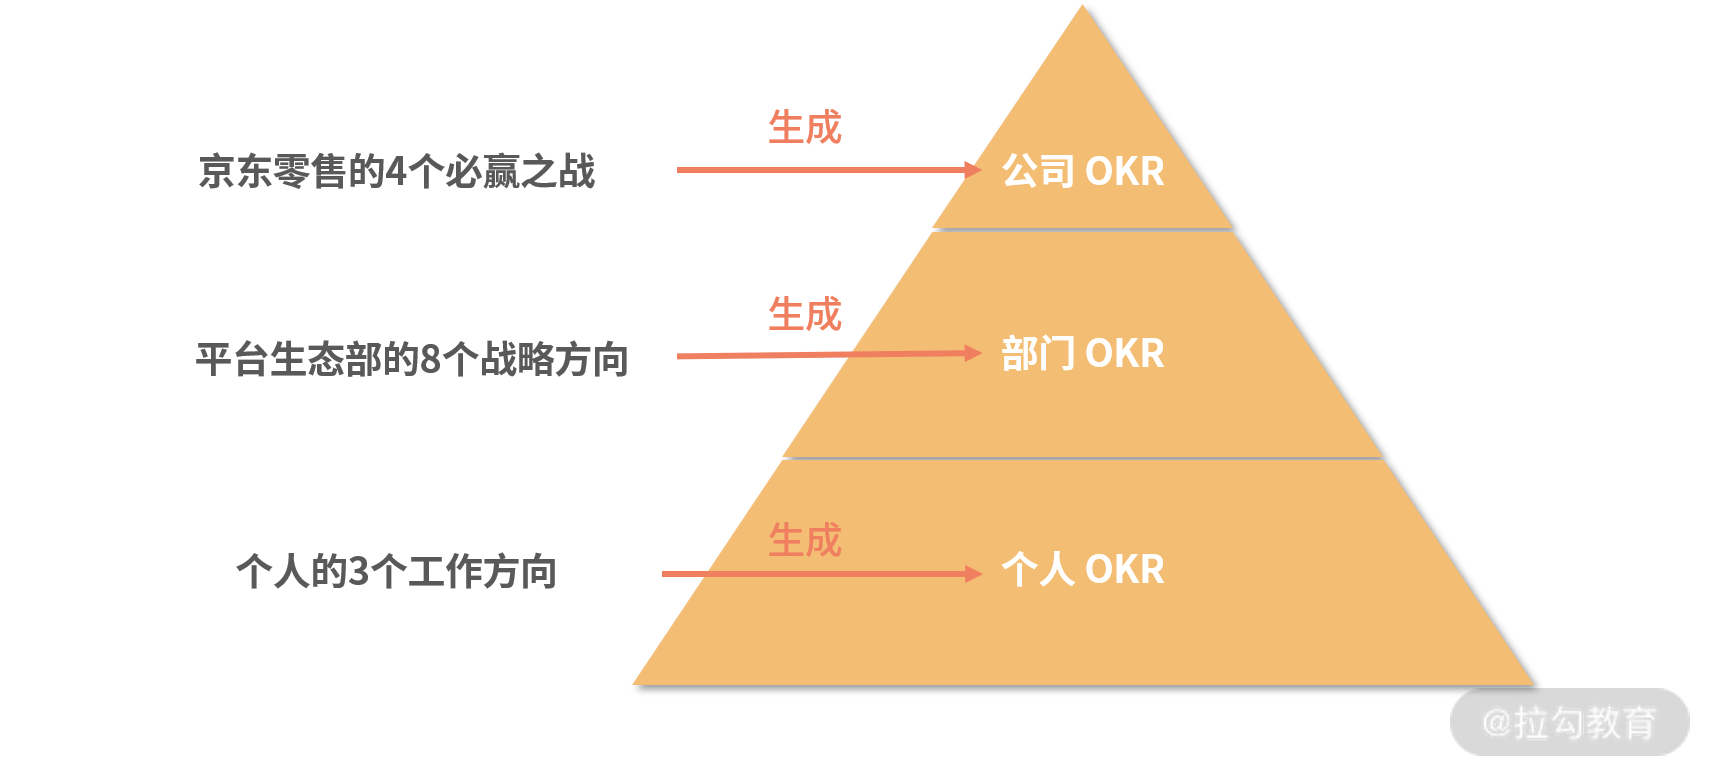 生成
京东零售的4个必赢之战
公司 OKR
生成
平台生态部的8个战略方向
部门 OKR
生成
个人的3个工作方向
个人 OKR
@拉勾教育